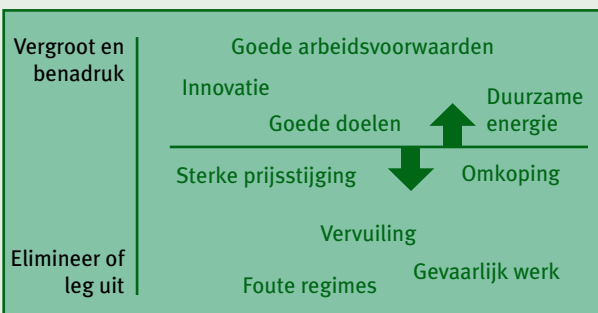 Vergroot en
benadruk
Goede arbeidsvoorwaarden
Innovatie
Duurzame
energie
Goede doelen
Sterke prijsstijging
Omkoping
Vervuiling
Elimineer of
leg uit
Gevaarlijk werk
Foute regimes